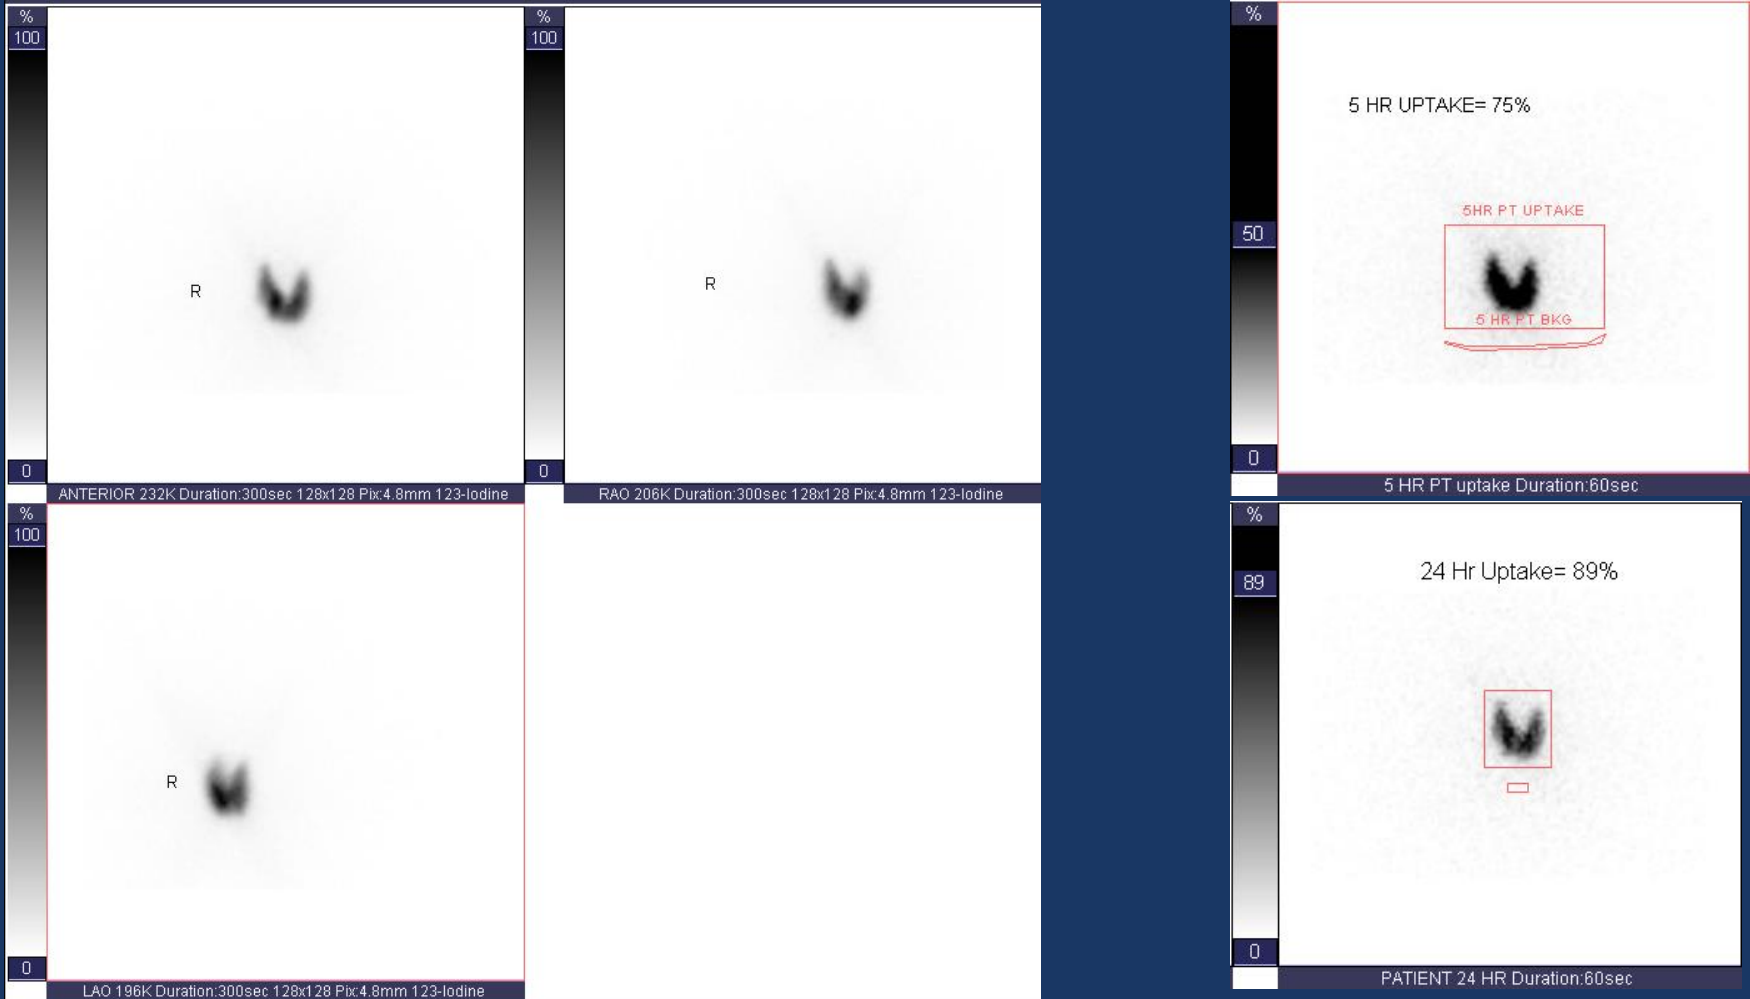 %
100
0
R
ANTERIOR 232K Duration:300sec 128x128 Pix:4.8mm 123-Iodine
%
100
0
R
RAO 206K Duration:300sec 128x128 Pix:4.8mm 123-Iodine
%
100
0
R
LAO 196K Duration:300sec 128x128 Pix:4.8mm 123-Iodine
%
50
0
5 HR UPTAKE= 75%
5HR PT UPTAKE
5 HR PT BKG
5 HR PT uptake Duration:60sec
%
89
0
24 Hr Uptake= 89%
PATIENT 24 HR Duration:60sec